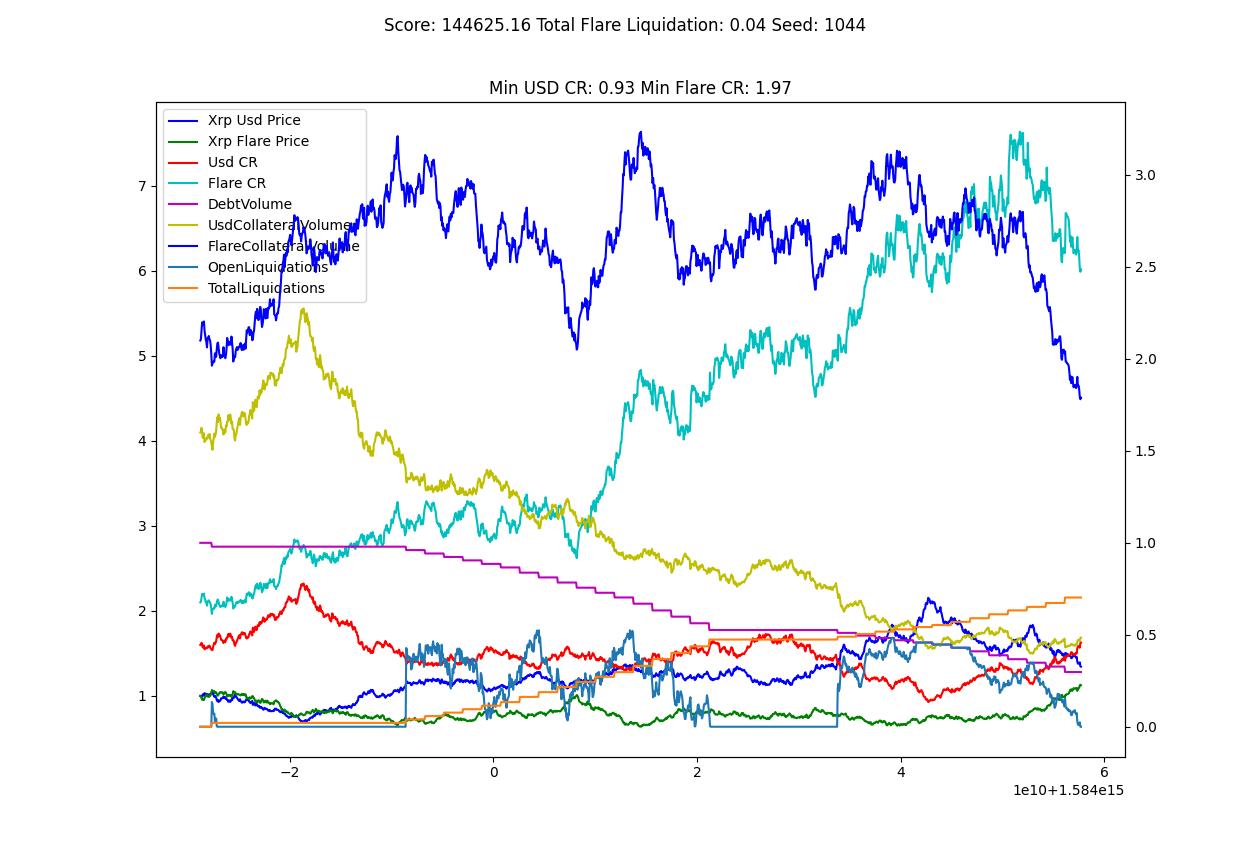 Score: 144625.16 Total Flare Liquidation: 0.04 Seed: 1044
Min USD CR: 0.93 Min Flare CR: 1.97
Xrp Usd Price
Xrp Flare Price
Usd CR
Flare CR
DebtVolume
UsdCollateralVolume
FlareCollateralVolume
OpenLiquidations
TotalLiquidations
7
6
5
4
3
2
1
3.0
2.5
2.0
1.5
1.0
0.5
0.0
−2 0 2 4 6
1e10+1.584e15